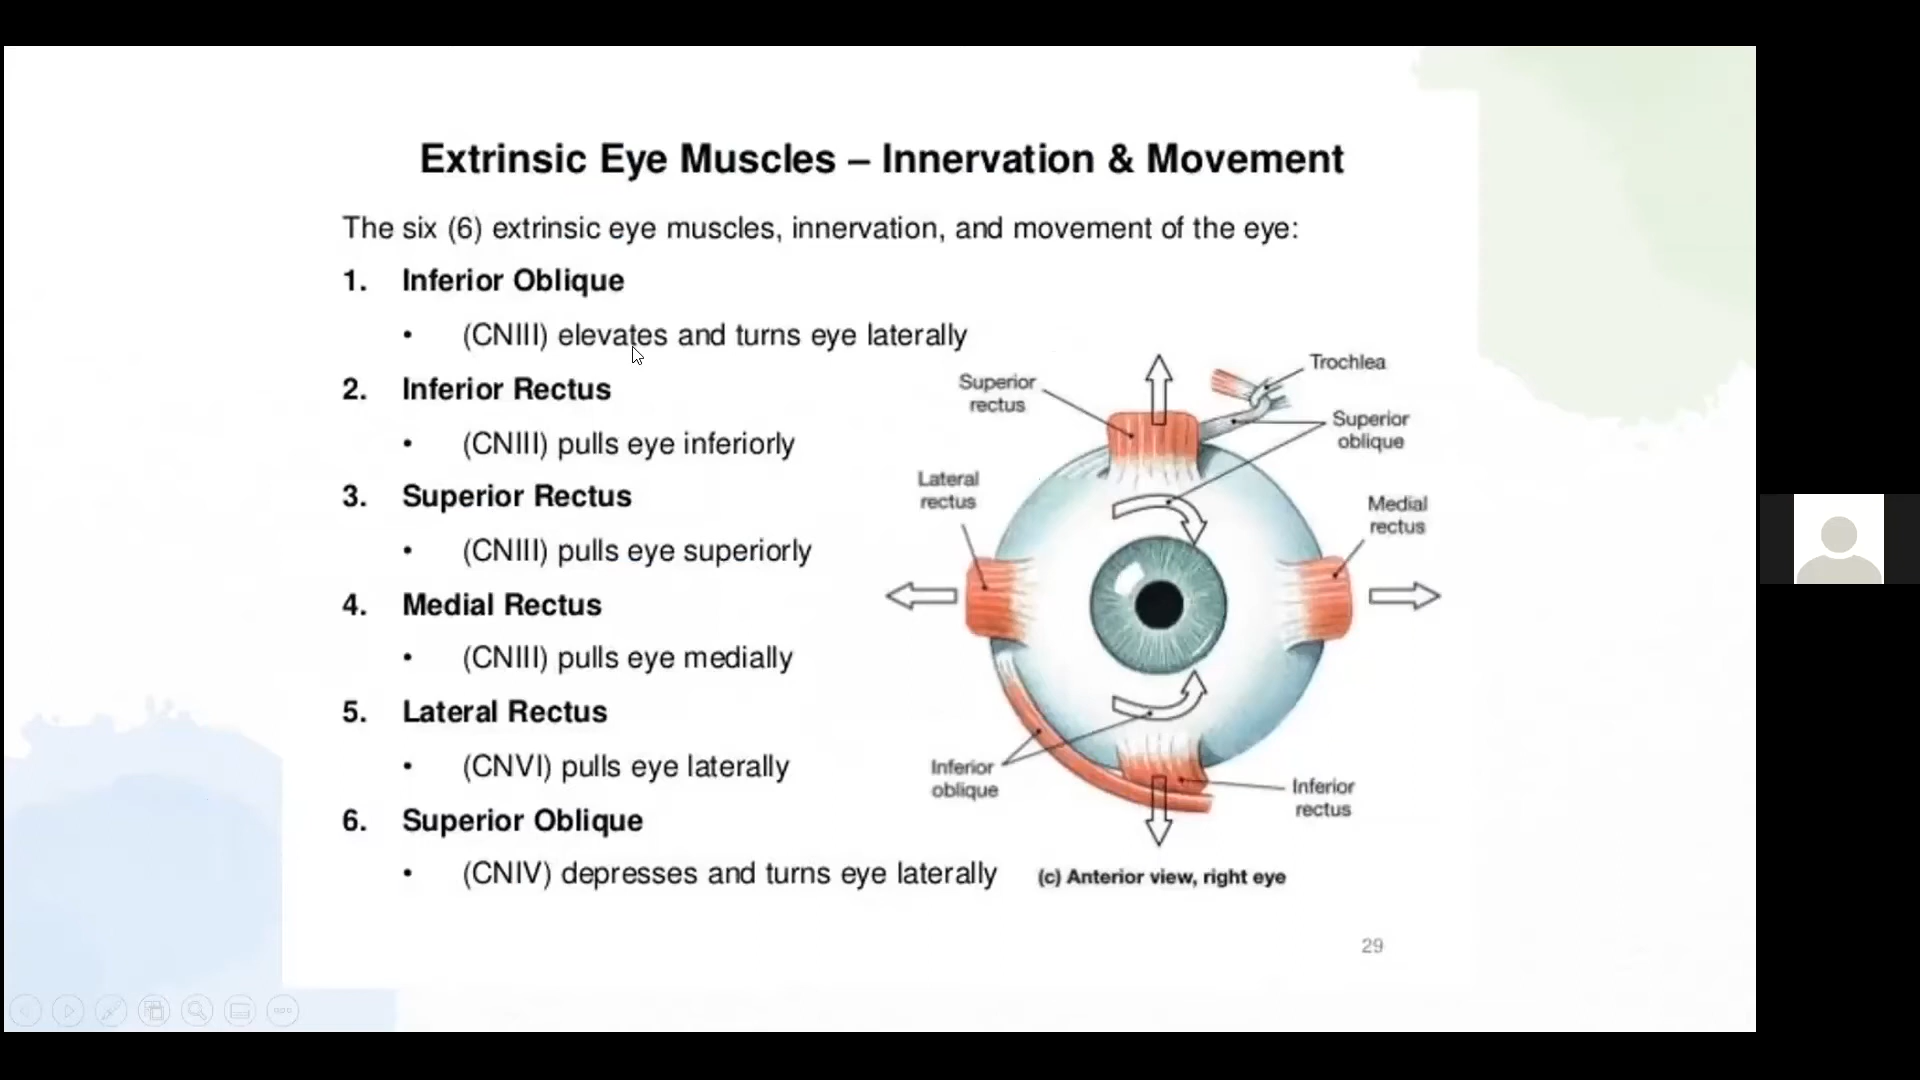 Extrinsic Eye Muscles – Innervation & Movement
The six (6) extrinsic eye muscles, innervation, and movement of the eye:
1. Inferior Oblique
• (CNIII) elevates and turns eye laterally
2. Inferior Rectus
• (CNIII) pulls eye inferiorly
3. Superior Rectus
• (CNIII) pulls eye superiorly
4. Medial Rectus
• (CNIII) pulls eye medially
5. Lateral Rectus
• (CNVI) pulls eye laterally
6. Superior Oblique
• (CNIV) depresses and turns eye laterally
Trochlea
Superior
rectus
Superior
oblique
Lateral
rectus
Medial
rectus
Inferior
oblique
Inferior
rectus
(c) Anterior view, right eye
29